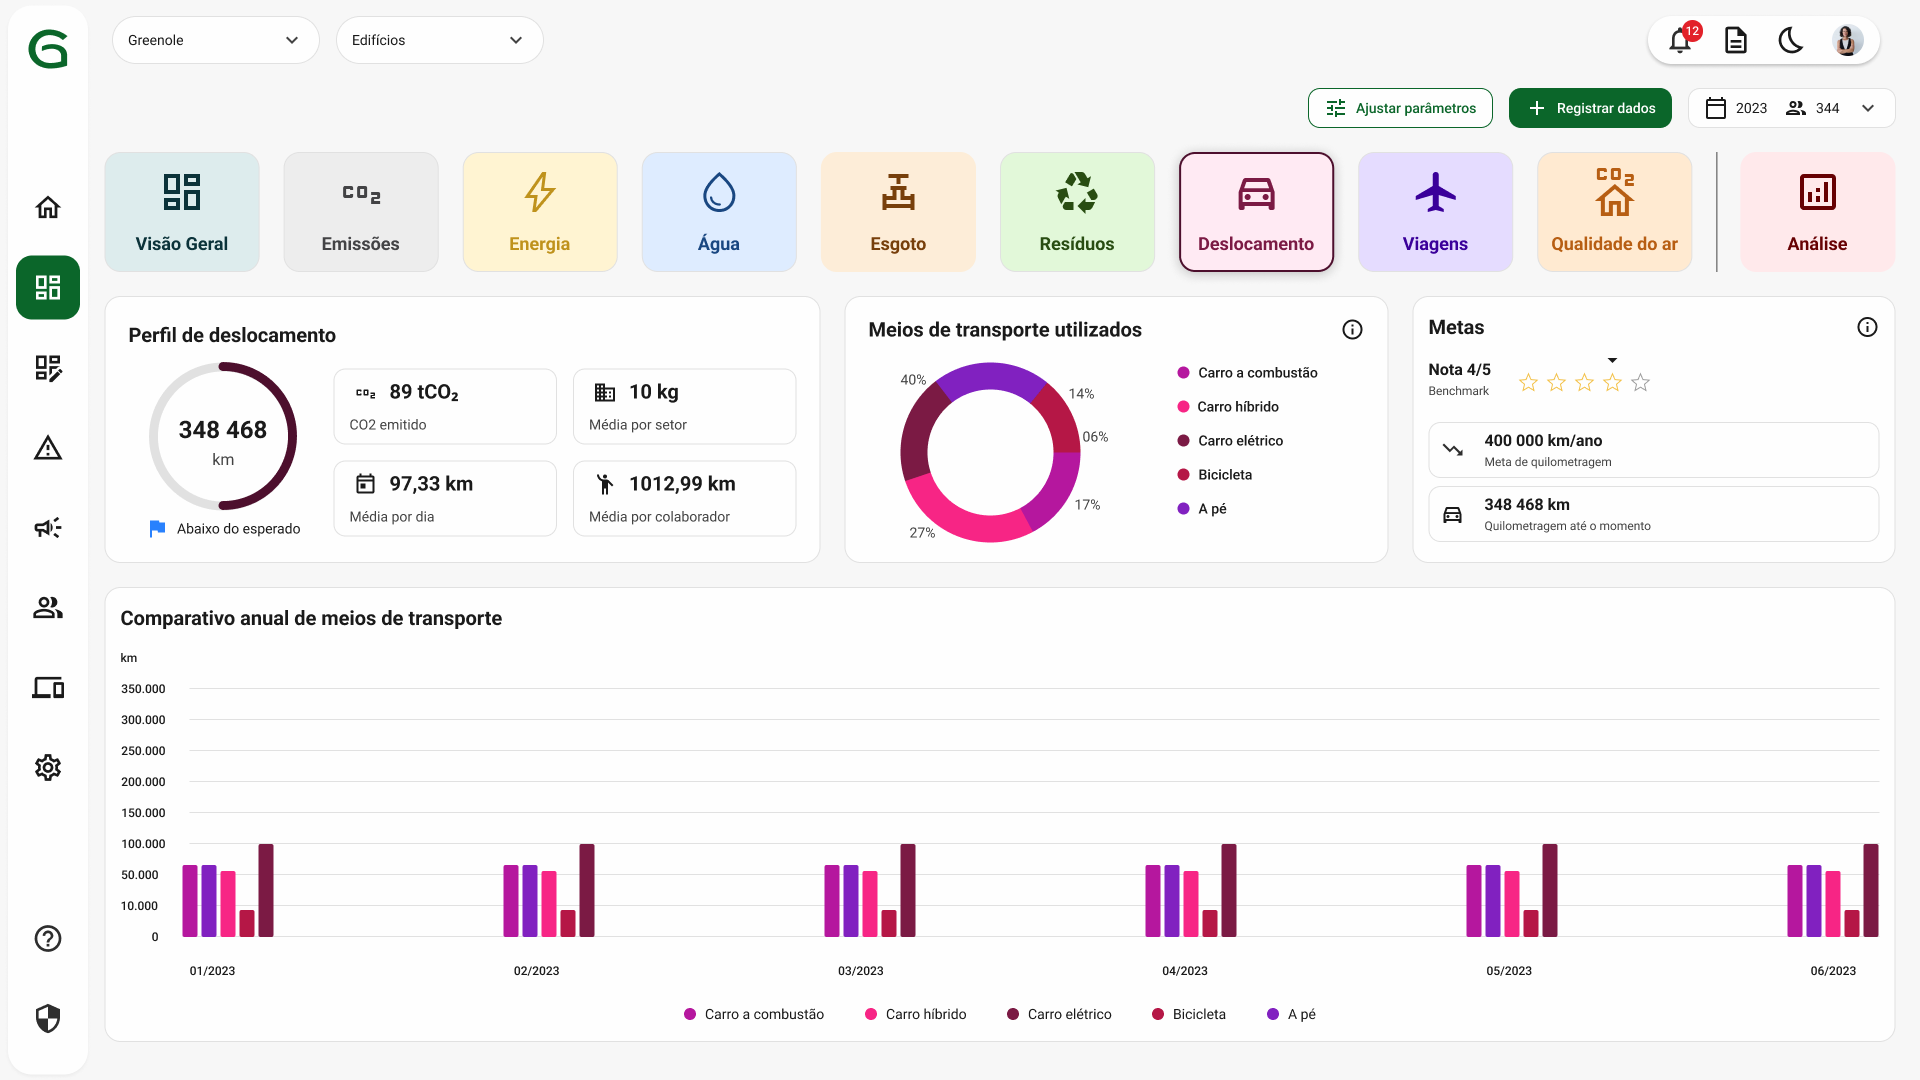 G
Greenole
Edifícios
12
Ajustar parâmetros
Registrar dados
2023
344
Visão Geral
CO2
Emissões
Energia
Água
Esgoto
Resíduos
Deslocamento
Viagens
CO2
Qualidade do ar
Análise
Perfil de deslocamento
348 468
km
Abaixo do esperado
CO2
89 tCO₂
CO2 emitido
10 kg
Média por setor
97,33 km
Média por dia
1012,99 km
Média por colaborador
Meios de transporte utilizados
40%
14%
06%
17%
27%
Carro a combustão
Carro híbrido
Carro elétrico
Bicicleta
A pé
Metas
Nota 4/5
Benchmark
400 000 km/ano
Meta de quilometragem
348 468 km
Quilometragem até o momento
Comparativo anual de meios de transporte
km
350.000
300.000
250.000
200.000
150.000
100.000
50.000
10.000
0
01/2023
02/2023
03/2023
04/2023
05/2023
06/2023
Carro a combustão
Carro híbrido
Carro elétrico
Bicicleta
A pé